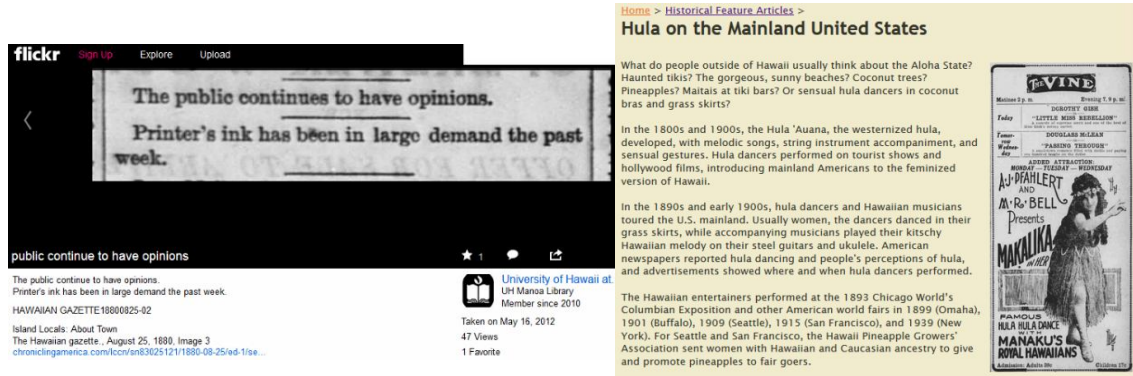 flickr Sign Up Explore Upload
The public continues to have opinions.
Printer's ink has been in large demand the past
week.
public continue to have opinions
1
The public continue to have opinions.
Printer's ink has been in large demand the past week.
HAWAIIAN GAZETTE18800825-02
Island Locals: About Town
The Hawaiian gazette., August 25, 1880, Image 3
chroniclingamerica.com/lccn/sn83025121/1880-08-25/ed-1/se...
University of Hawaii at.
UH Manoa Library
Member since 2010
Taken on May 16, 2012
47 Views
1 Favorite
Home > Historical Feature Articles >
Hula on the Mainland United States
What do people outside of Hawaii usually think about the Aloha State?
Haunted tikis? The gorgeous, sunny beaches? Coconut trees?
Pineapples? Maitais at tiki bars? Or sensual hula dancers in coconut
bras and grass skirts?
In the 1800s and 1900s, the Hula 'Auana, the westernized hula,
developed, with melodic songs, string instrument accompaniment, and
sensual gestures. Hula dancers performed on tourist shows and
hollywood films, introducing mainland Americans to the feminized
version of Hawaii.
In the 1890s and early 1900s, hula dancers and Hawaiian musicians
toured the U.S. mainland. Usually women, the dancers danced in their
grass skirts, while accompanying musicians played their kitschy
Hawaiian melody on their steel guitars and ukulele. American
newspapers reported hula dancing and people's perceptions of hula,
and advertisements showed where and when hula dancers performed.
The Hawaiian entertainers performed at the 1893 Chicago World's
Columbian Exposition and other American world fairs in 1899 (Omaha),
1901 (Buffalo), 1909 (Seattle), 1915 (San Francisco), and 1939 (New
York). For Seattle and San Francisco, the Hawaii Pineapple Growers'
Association sent women with Hawaiian and Caucasian ancestry to give
and promote pineapples to fair goers.
The VINE
Matinee 2 p. m. Evening 7, 9 p. m.
DOROTHY GISH
Today "LITTLE MISS REBELLION"
DOUGLASS McLEAN
"PASSING THROUGH"
ADDED ATTRACTION:
MONDAY—TUESDAY—WEDNESDAY
A.J. PFAHLERT
AND
M.R. BELL
Presents
MAKALIKA
IN HER
FAMOUS
HULA HULA DANCE
WITH
MANAKU'S
ROYAL HAWAIIANS
Admission: Adults 39c Children 17c